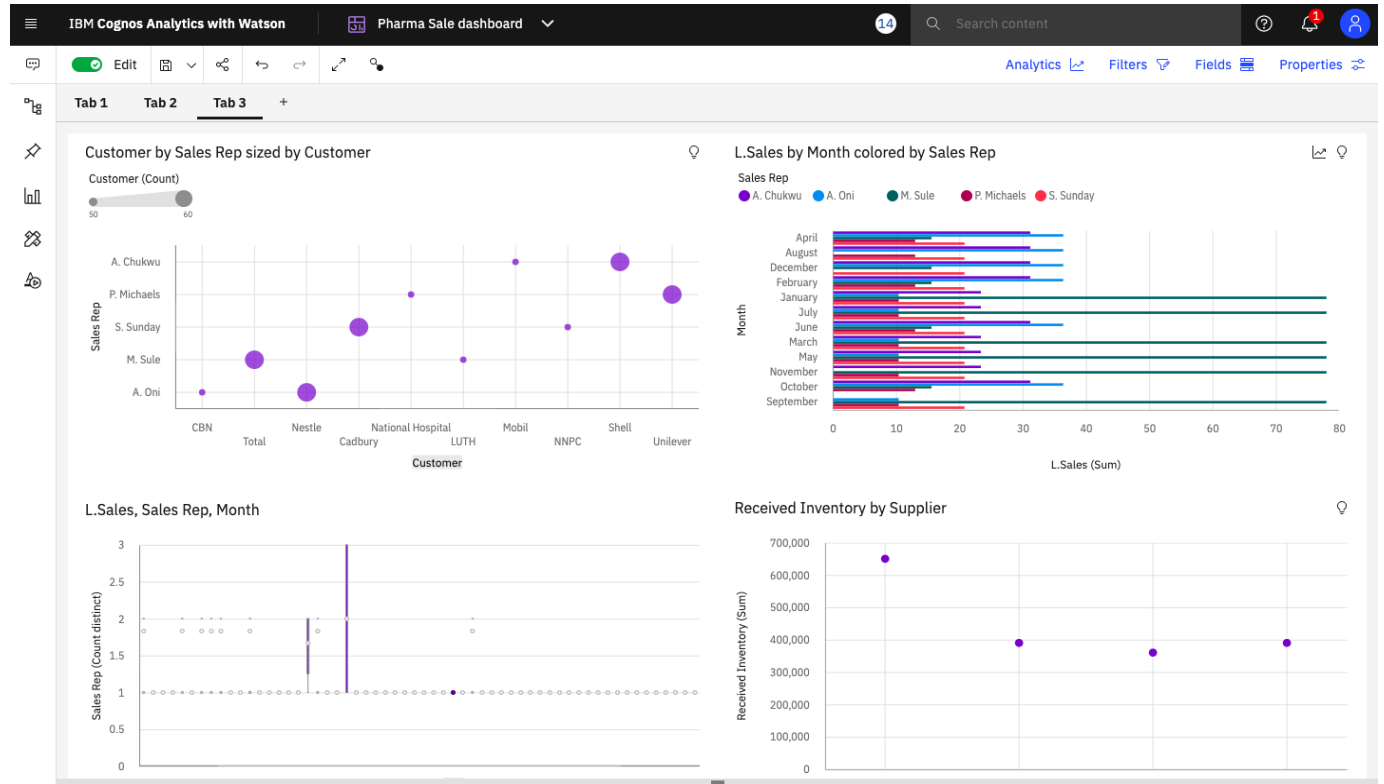 IBM Cognos Analytics with Watson
Pharma Sale dashboard
14
Search content
1
Edit
Analytics
Filters
Fields
Properties
Tab 1 Tab 2 Tab 3 +
Customer by Sales Rep sized by Customer
Customer (Count)
50 60
Sales Rep
A. Chukwu
P. Michaels
S. Sunday
M. Sule
A. Oni
CBN Nestle National Hospital Mobil Shell
Total Cadbury LUTH NNPC Unilever
Customer
L.Sales by Month colored by Sales Rep
Sales Rep
A. Chukwu A. Oni M. Sule P. Michaels S. Sunday
Month
April
August
December
February
January
July
June
March
May
November
October
September
0 10 20 30 40 50 60 70 80
L.Sales (Sum)
L.Sales, Sales Rep, Month
Sales Rep (Count distinct)
3
2.5
2
1.5
1
0.5
0
Received Inventory by Supplier
Received Inventory (Sum)
700,000
600,000
500,000
400,000
300,000
200,000
100,000
0